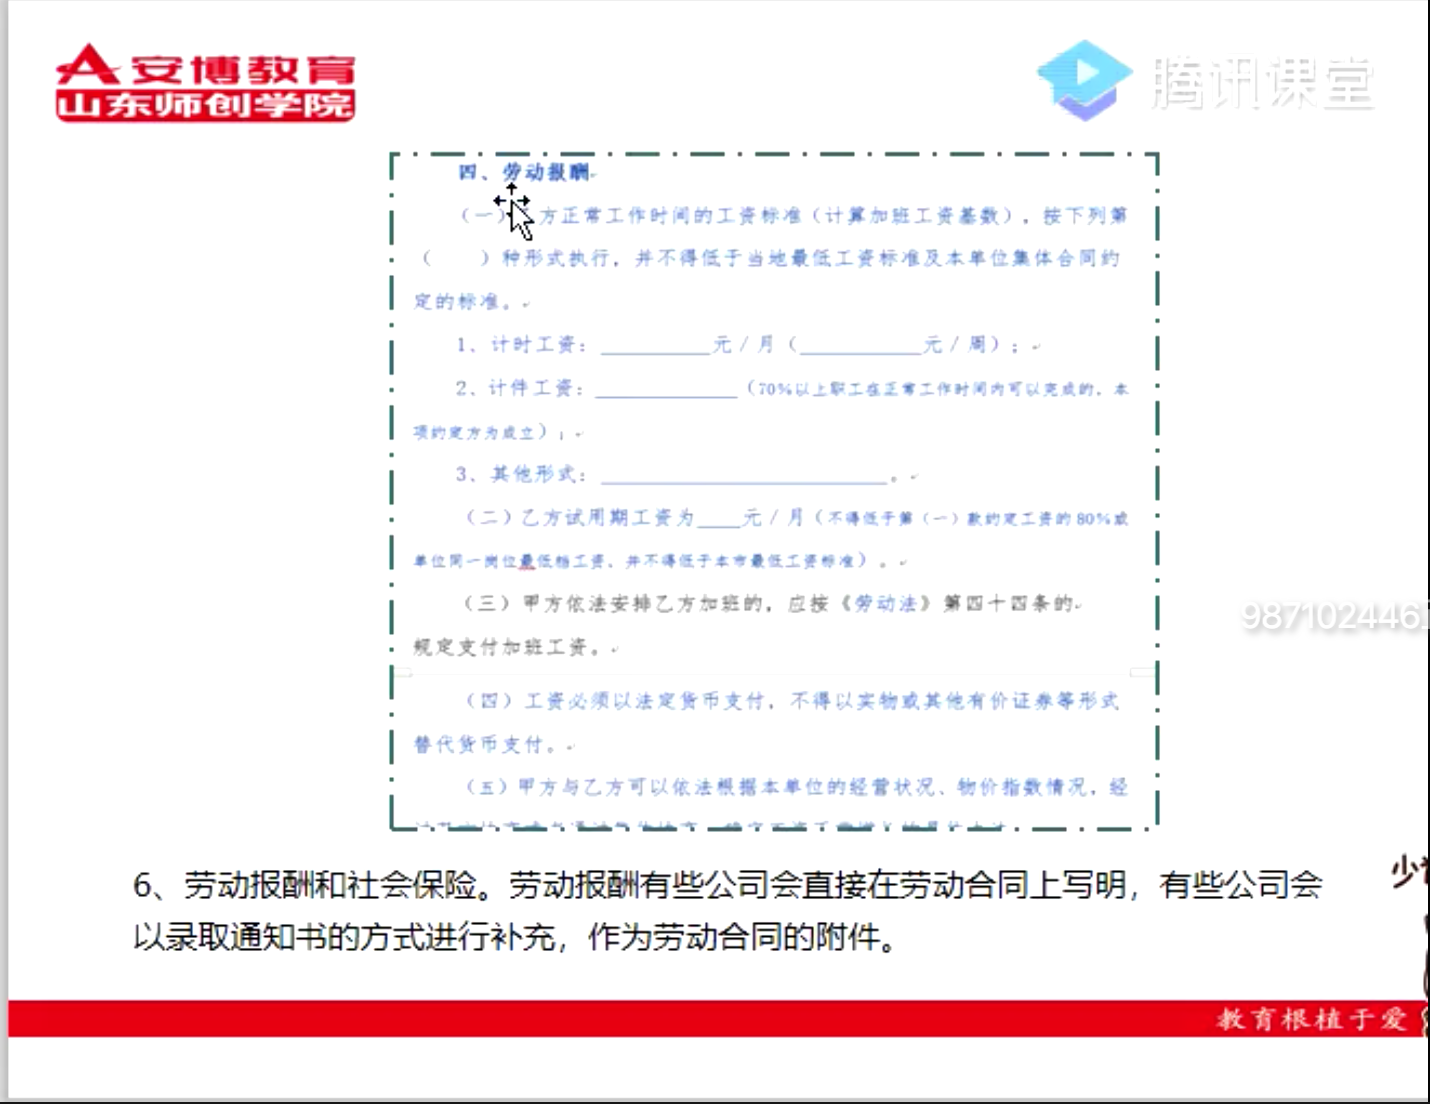 安博教育
山东师创学院
腾讯课堂
四、劳动报酬
（一）乙方正常工作时间的工资标准（计算加班工资基数），按下列第
（ ）种形式执行，并不得低于当地最低工资标准及本单位集体合同约
定的标准。
1、计时工资：__________元/月（__________元/周）；
2、计件工资：____________（70%以上职工在正常工作时间内可以完成的，本
项约定方为成立）；
3、其他形式：________________________。
（二）乙方试用期工资为____元/月（不得低于第（一）款约定工资的80%或
单位同一岗位最低档工资、并不得低于本市最低工资标准）。
（三）甲方依法安排乙方加班的，应按《劳动法》第四十四条的
规定支付加班工资。
987102446
（四）工资必须以法定货币支付，不得以实物或其他有价证券等形式
替代货币支付。
（五）甲方与乙方可以依法根据本单位的经营状况、物价指数情况，经
6、劳动报酬和社会保险。劳动报酬有些公司会直接在劳动合同上写明，有些公司会
以录取通知书的方式进行补充，作为劳动合同的附件。
少
教育根植于爱